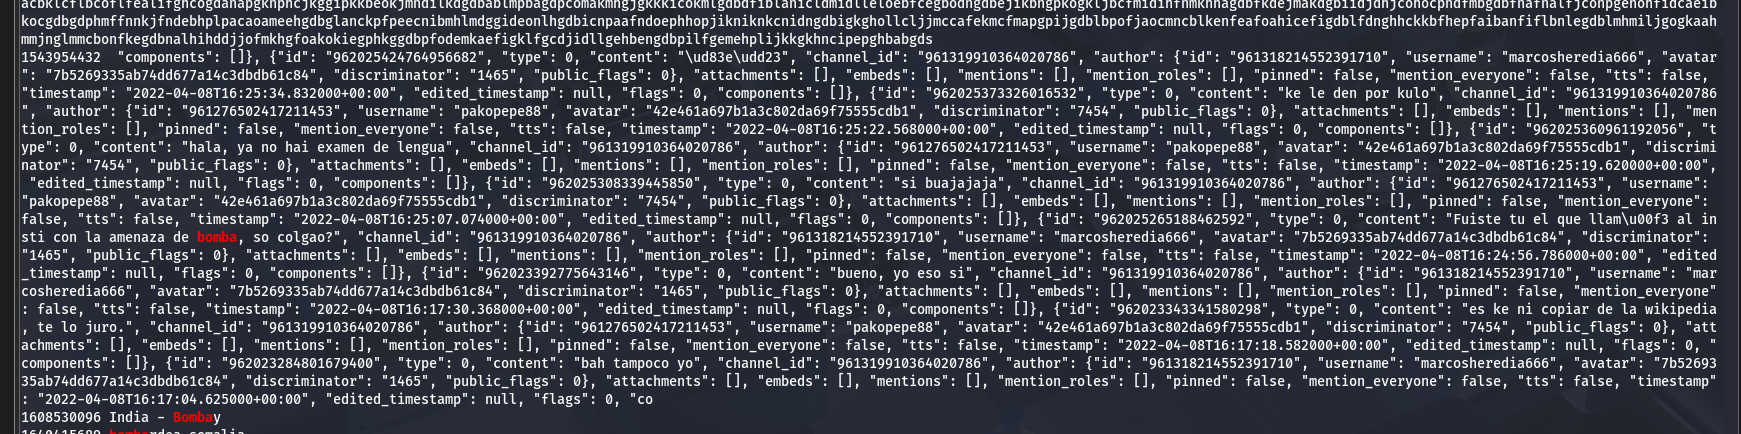 kocgdbgdphmffnnkjfndebhplpacaoameehgdbglanckpfpeecnibmhlmdggideonlhgdbicnpaafndoephhopjikniknkcnidngdbigkghollcljjmccafekmcfmapgpijgdblbpofjaocmncblkenfeafoahicefigdblfdnghhckkbfhepfaibanfiflbnlegdblmhmiljgogkaah
mmjnglmmcbonfkegdbnalhihddjjofmkhgfoakokiegphkggdbpfodemkaefigklfgcdjidllgehbengdbpilfgemehplijkkgkhncipepghbabgds
1543954432  "components": []}, {"id": "962025424764956682", "type": 0, "content": "\ud83e\udd23", "channel_id": "961319910364020786", "author": {"id": "961318214552391710", "username": "marcosheredia666", "avatar
": "7b5269335ab74dd677a14c3dbdb61c84", "discriminator": "1465", "public_flags": 0}, "attachments": [], "embeds": [], "mentions": [], "mention_roles": [], "pinned": false, "mention_everyone": false, "tts": false,
"timestamp": "2022-04-08T16:25:34.832000+00:00", "edited_timestamp": null, "flags": 0, "components": []}, {"id": "962025373326016532", "type": 0, "content": "ke le den por kulo", "channel_id": "961319910364020786
", "author": {"id": "961276502417211453", "username": "pakopepe88", "avatar": "42e461a697b1a3c802da69f75555cdb1", "discriminator": "7454", "public_flags": 0}, "attachments": [], "embeds": [], "mentions": [], "men
tion_roles": [], "pinned": false, "mention_everyone": false, "tts": false, "timestamp": "2022-04-08T16:25:22.568000+00:00", "edited_timestamp": null, "flags": 0, "components": []}, {"id": "962025360961192056", "t
ype": 0, "content": "hala, ya no hai examen de lengua", "channel_id": "961319910364020786", "author": {"id": "961276502417211453", "username": "pakopepe88", "avatar": "42e461a697b1a3c802da69f75555cdb1", "discrimi
nator": "7454", "public_flags": 0}, "attachments": [], "embeds": [], "mentions": [], "mention_roles": [], "pinned": false, "mention_everyone": false, "tts": false, "timestamp": "2022-04-08T16:25:19.620000+00:00",
"edited_timestamp": null, "flags": 0, "components": []}, {"id": "962025308339445850", "type": 0, "content": "si buajajaja", "channel_id": "961319910364020786", "author": {"id": "961276502417211453", "username":
"pakopepe88", "avatar": "42e461a697b1a3c802da69f75555cdb1", "discriminator": "7454", "public_flags": 0}, "attachments": [], "embeds": [], "mentions": [], "mention_roles": [], "pinned": false, "mention_everyone":
false, "tts": false, "timestamp": "2022-04-08T16:25:07.074000+00:00", "edited_timestamp": null, "flags": 0, "components": []}, {"id": "962025265188462592", "type": 0, "content": "Fuiste tu el que llam\u00f3 al in
sti con la amenaza de bomba, so colgao?", "channel_id": "961319910364020786", "author": {"id": "961318214552391710", "username": "marcosheredia666", "avatar": "7b5269335ab74dd677a14c3dbdb61c84", "discriminator":
"1465", "public_flags": 0}, "attachments": [], "embeds": [], "mentions": [], "mention_roles": [], "pinned": false, "mention_everyone": false, "tts": false, "timestamp": "2022-04-08T16:24:56.786000+00:00", "edited
_timestamp": null, "flags": 0, "components": []}, {"id": "962023392775643146", "type": 0, "content": "bueno, yo eso si", "channel_id": "961319910364020786", "author": {"id": "961318214552391710", "username": "mar
cosheredia666", "avatar": "7b5269335ab74dd677a14c3dbdb61c84", "discriminator": "1465", "public_flags": 0}, "attachments": [], "embeds": [], "mentions": [], "mention_roles": [], "pinned": false, "mention_everyone"
: false, "tts": false, "timestamp": "2022-04-08T16:17:30.368000+00:00", "edited_timestamp": null, "flags": 0, "components": []}, {"id": "962023343341580298", "type": 0, "content": "es ke ni copiar de la wikipedia
, te lo juro.", "channel_id": "961319910364020786", "author": {"id": "961276502417211453", "username": "pakopepe88", "avatar": "42e461a697b1a3c802da69f75555cdb1", "discriminator": "7454", "public_flags": 0}, "att
achments": [], "embeds": [], "mentions": [], "mention_roles": [], "pinned": false, "mention_everyone": false, "tts": false, "timestamp": "2022-04-08T16:17:18.582000+00:00", "edited_timestamp": null, "flags": 0, "
components": []}, {"id": "962023284801679400", "type": 0, "content": "bah tampoco yo", "channel_id": "961319910364020786", "author": {"id": "961318214552391710", "username": "marcosheredia666", "avatar": "7b52693
35ab74dd677a14c3dbdb61c84", "discriminator": "1465", "public_flags": 0}, "attachments": [], "embeds": [], "mentions": [], "mention_roles": [], "pinned": false, "mention_everyone": false, "tts": false, "timestamp"
: "2022-04-08T16:17:04.625000+00:00", "edited_timestamp": null, "flags": 0, "co
1608530096 India - Bombay